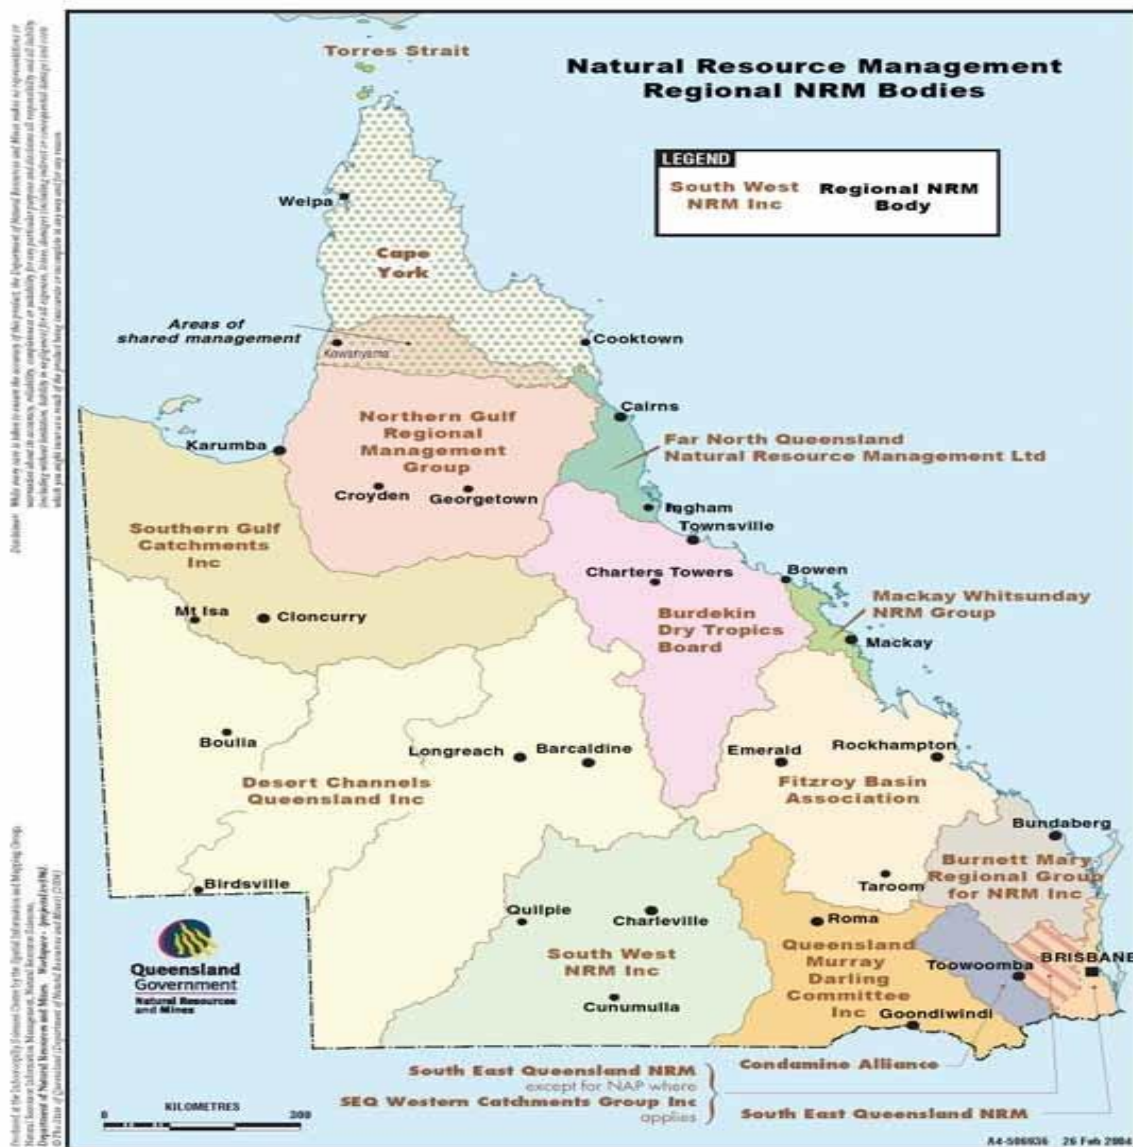 Torres Strait
Natural Resource Management
Regional NRM Bodies
LEGEND
South West
NRM Inc
Regional NRM
Body
Weipa
Cape
York
Areas of
shared management
Kowanyama
Cooktown
Cairns
Northern Gulf
Regional
Management
Group
Karumba
Far North Queensland
Natural Resource Management Ltd
Croyden
Georgetown
Ingham
Townsville
Southern Gulf
Catchments
Inc
Charters Towers
Bowen
Mackay Whitsunday
NRM Group
Mt Isa
Cloncurry
Burdekin
Dry Tropics
Board
Mackay
Boulia
Longreach
Barcaldine
Emerald
Rockhampton
Desert Channels
Queensland Inc
Fitzroy Basin
Association
Bundaberg
Burnett Mary
Regional Group
for NRM Inc
Birdsville
Taroom
Quilpie
Charleville
Roma
South West
NRM Inc
Queensland
Murray
Darling
Committee
Inc
BRISBANE
Toowoomba
Cunumulla
Goondiwindi
Queensland
Government
Natural Resources
and Mines
South East Queensland NRM
except for NAP where
SEQ Western Catchments Group Inc
applies
Condamine Alliance
South East Queensland NRM
0 KILOMETRES 300
A4-506936 26 Feb 2004